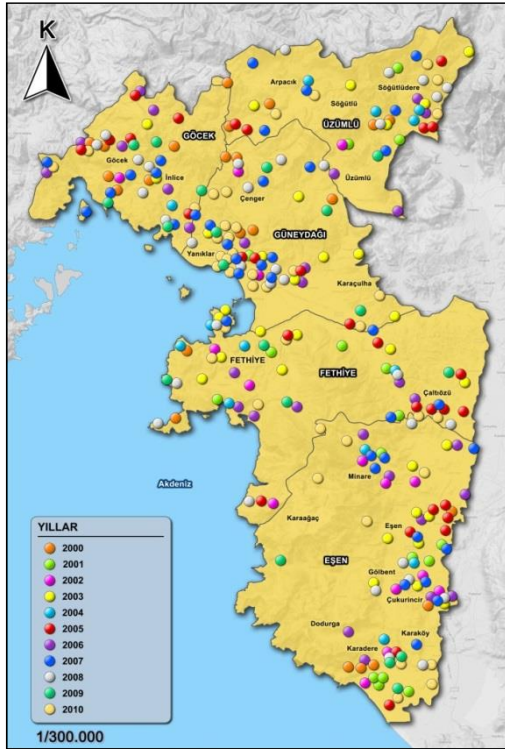 K
Arpacık
Söğütlü
Söğütlüdere
ÜZÜMLÜ
GÖCEK
Göcek
İnlice
Üzümlü
Çenger
GÜNEYDAĞI
Yanıklar
Karaçulha
FETHİYE
FETHİYE
Çalbözü
Minare
Akdeniz
Karaağaç
Eşen
EŞEN
Gölbent
Çukurincir
Dodurga
Karaköy
Karadere
YILLAR
2000
2001
2002
2003
2004
2005
2006
2007
2008
2009
2010
1/300.000